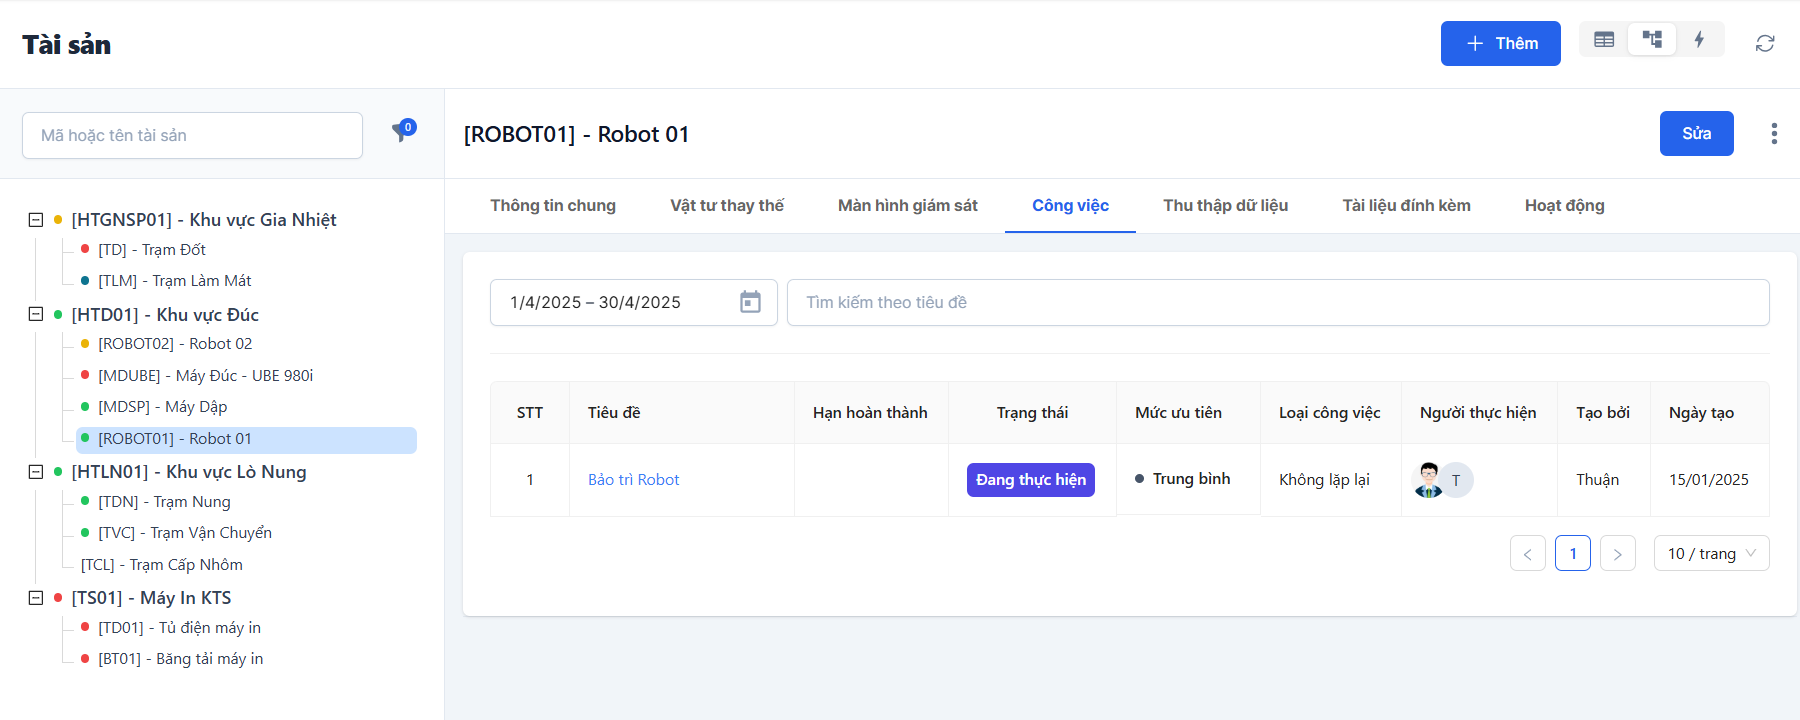 Tài sản
Thêm
Mã hoặc tên tài sản
0
[HTGNSP01] - Khu vực Gia Nhiệt
[TD] - Trạm Đốt
[TLM] - Trạm Làm Mát
[HTD01] - Khu vực Đúc
[ROBOT02] - Robot 02
[MDUBE] - Máy Đúc - UBE 980i
[MDSP] - Máy Dập
[ROBOT01] - Robot 01
[HTLN01] - Khu vực Lò Nung
[TDN] - Trạm Nung
[TVC] - Trạm Vận Chuyển
[TCL] - Trạm Cấp Nhôm
[TS01] - Máy In KTS
[TD01] - Tủ điện máy in
[BT01] - Băng tải máy in
[ROBOT01] - Robot 01
Sửa
Thông tin chung Vật tư thay thế Màn hình giám sát Công việc Thu thập dữ liệu Tài liệu đính kèm Hoạt động
1/4/2025 – 30/4/2025 Tìm kiếm theo tiêu đề
STT Tiêu đề Hạn hoàn thành Trạng thái Mức ưu tiên Loại công việc Người thực hiện Tạo bởi Ngày tạo
1 Bảo trì Robot Đang thực hiện Trung bình Không lặp lại T Thuận 15/01/2025
< 1 > 10 / trang